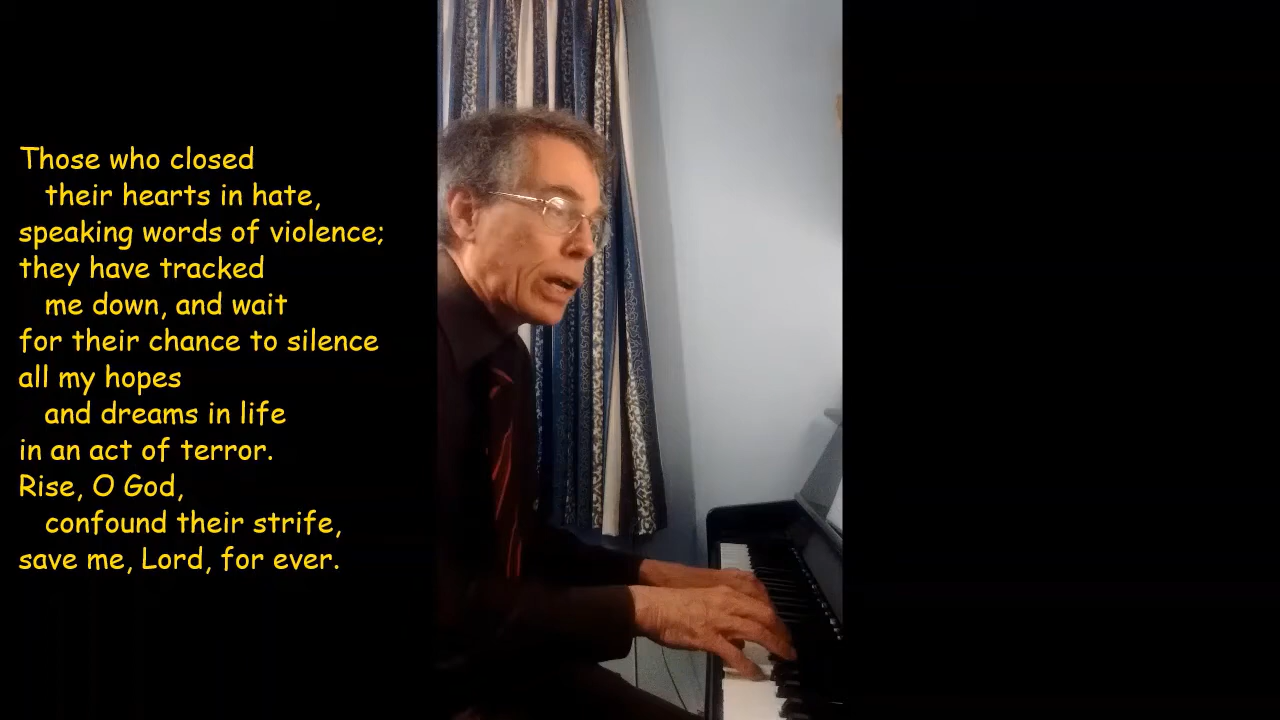 Those who closed
their hearts in hate,
speaking words of violence;
they have tracked
me down, and wait
for their chance to silence
all my hopes
and dreams in life
in an act of terror.
Rise, O God,
confound their strife,
save me, Lord, for ever.